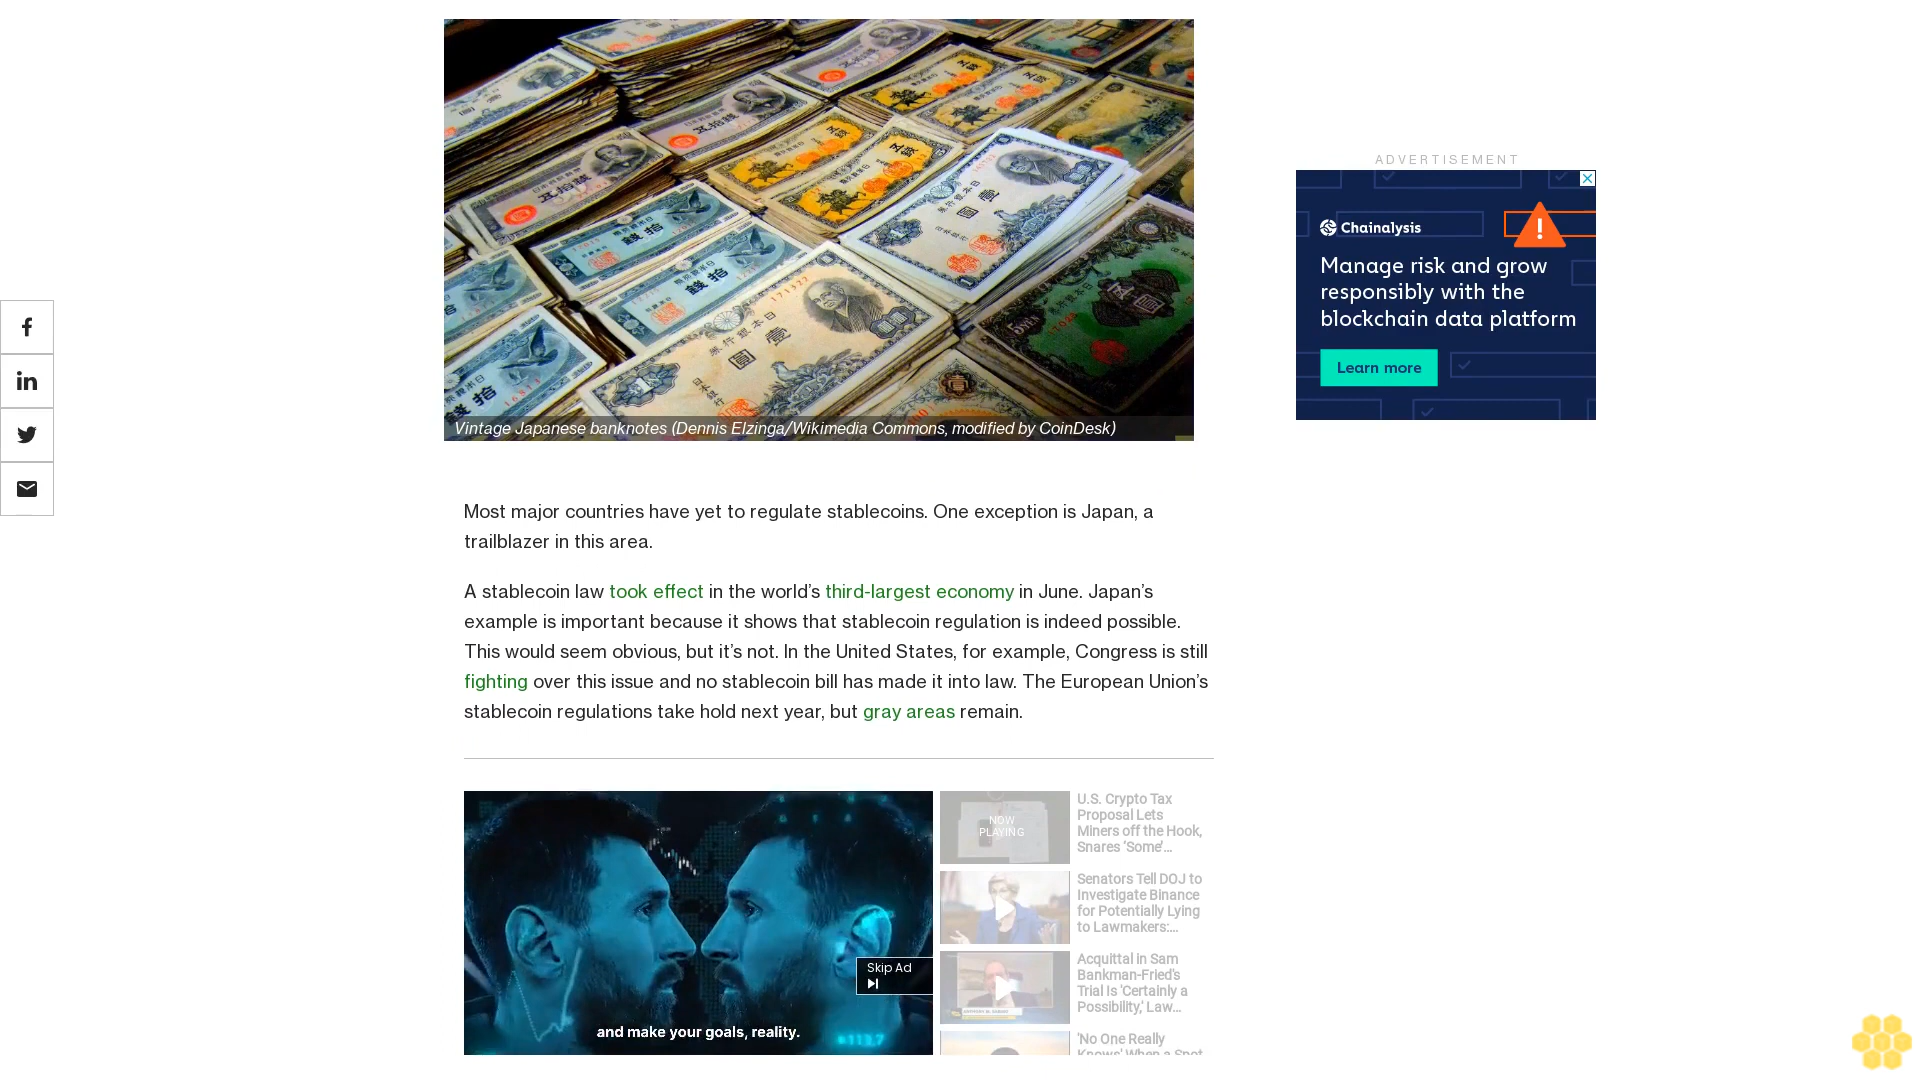 Vintage Japanese banknotes (Dennis Elzinga/Wikimedia Commons, modified by CoinDesk)
ADVERTISEMENT
Chainalysis
Manage risk and grow
responsibly with the
blockchain data platform
Learn more
Most major countries have yet to regulate stablecoins. One exception is Japan, a
trailblazer in this area.
A stablecoin law took effect in the world’s third-largest economy in June. Japan’s
example is important because it shows that stablecoin regulation is indeed possible.
This would seem obvious, but it’s not. In the United States, for example, Congress is still
fighting over this issue and no stablecoin bill has made it into law. The European Union’s
stablecoin regulations take hold next year, but gray areas remain.
Skip Ad
and make your goals, reality.
NOW
PLAYING
U.S. Crypto Tax
Proposal Lets
Miners off the Hook,
Snares ‘Some’...
Senators Tell DOJ to
Investigate Binance
for Potentially Lying
to Lawmakers:...
Acquittal in Sam
Bankman-Fried's
Trial Is 'Certainly a
Possibility,' Law...
'No One Really
Knows' When a Spot